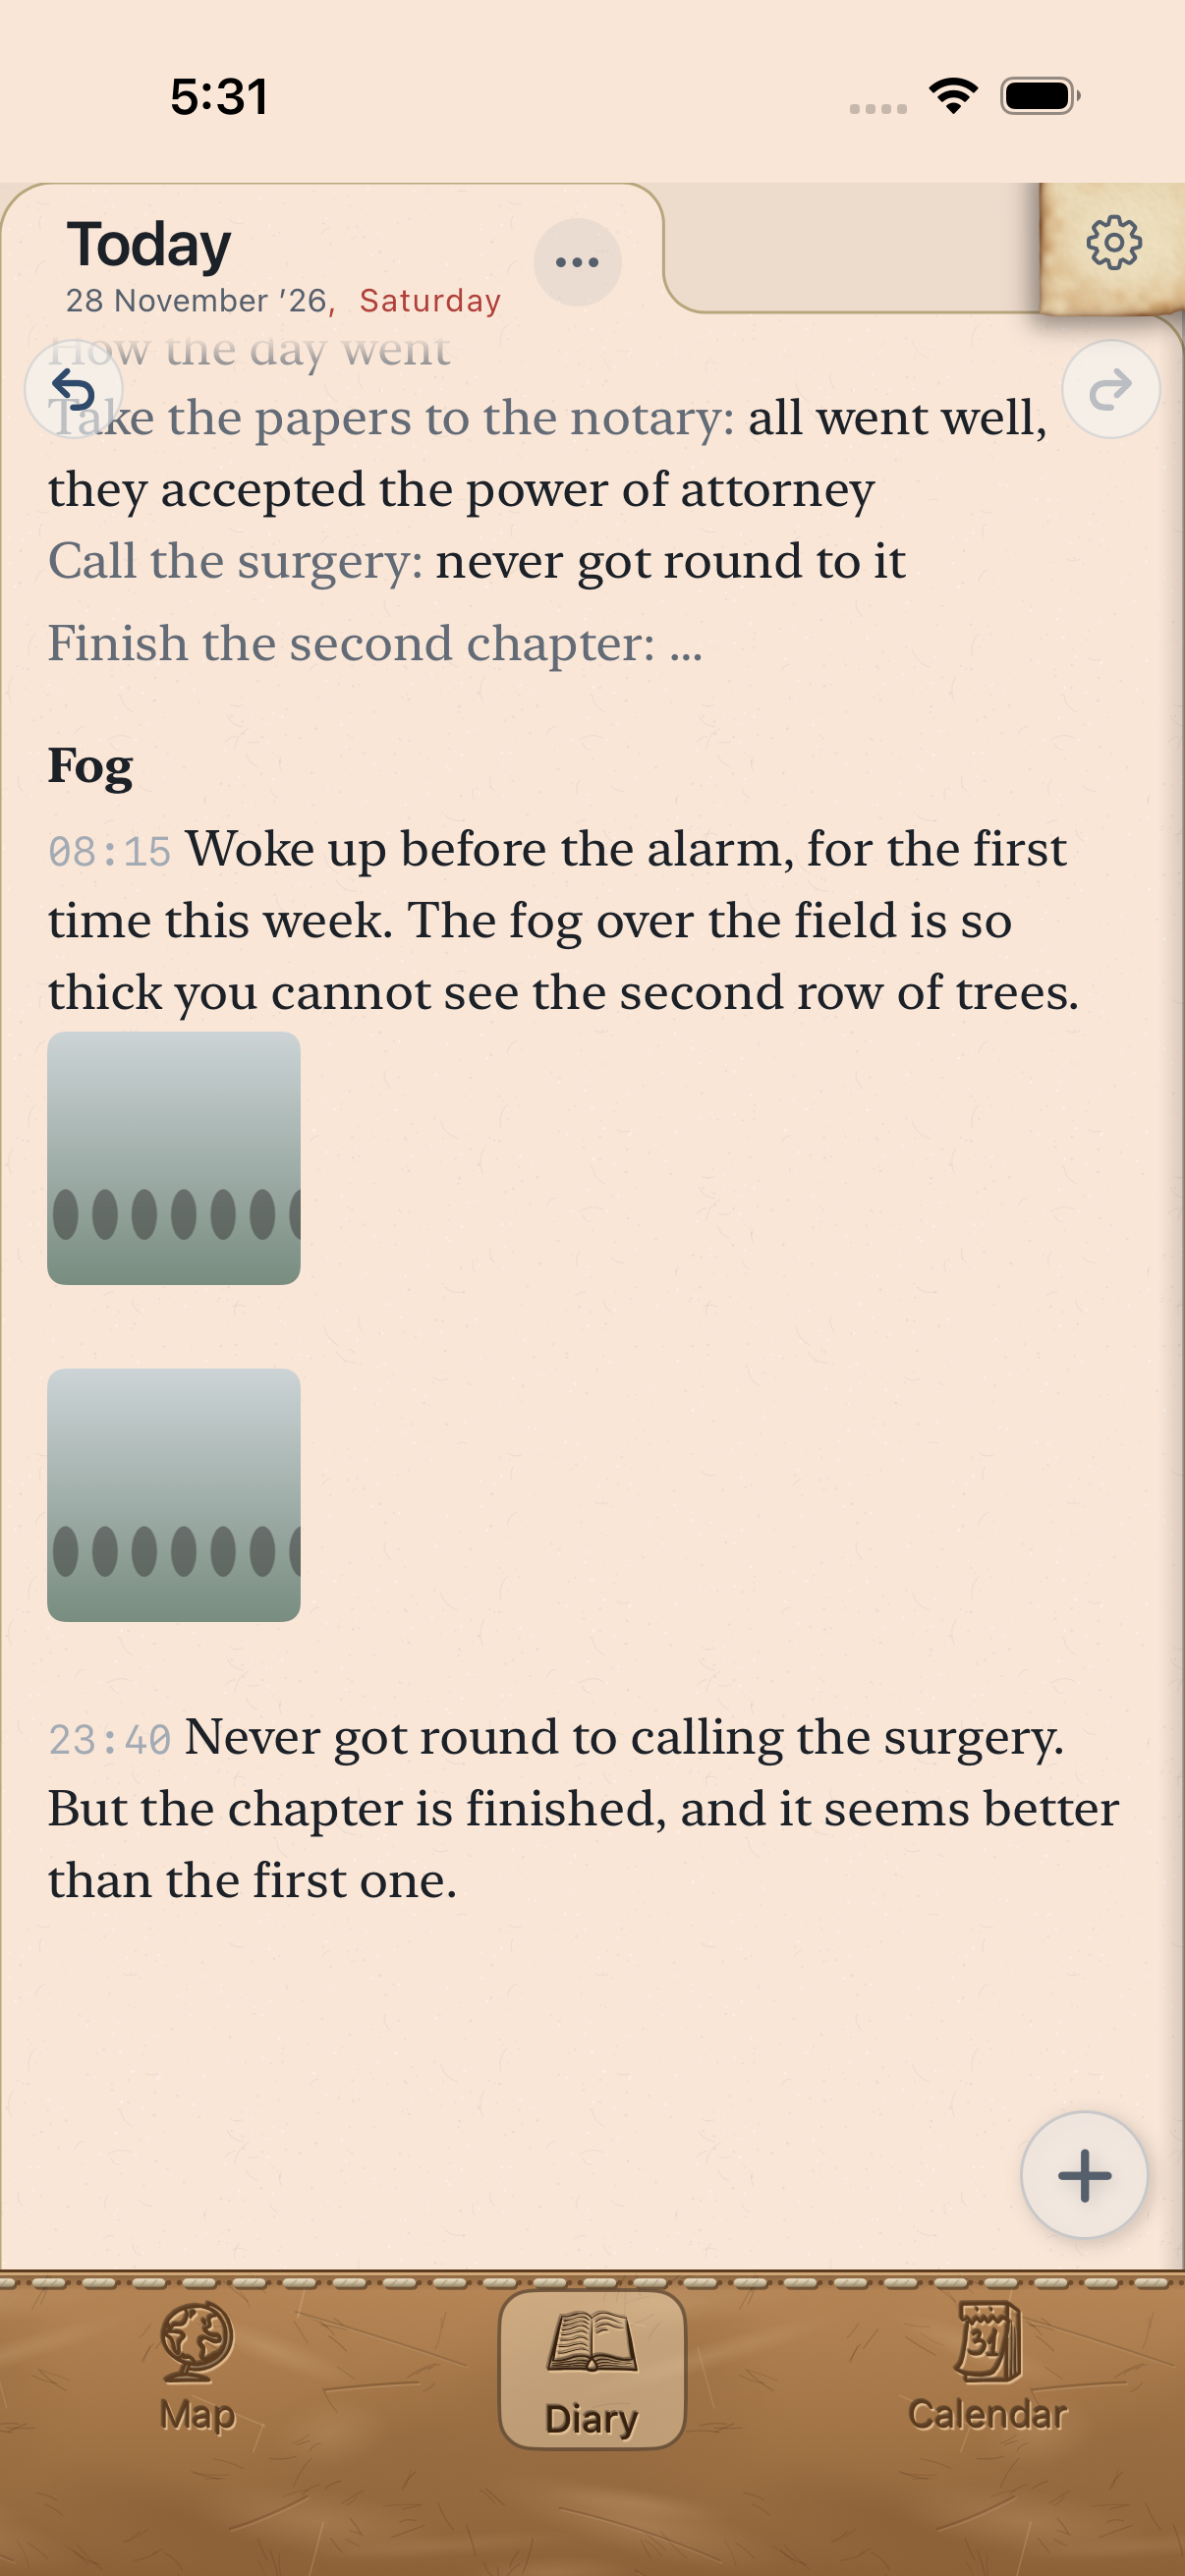 5:31
Today
28 November ’26, Saturday
How the day went
Take the papers to the notary: all went well,
they accepted the power of attorney
Call the surgery: never got round to it
Finish the second chapter: ...
Fog
08:15 Woke up before the alarm, for the first
time this week. The fog over the field is so
thick you cannot see the second row of trees.
23:40 Never got round to calling the surgery.
But the chapter is finished, and it seems better
than the first one.
31
Map
Diary
Calendar